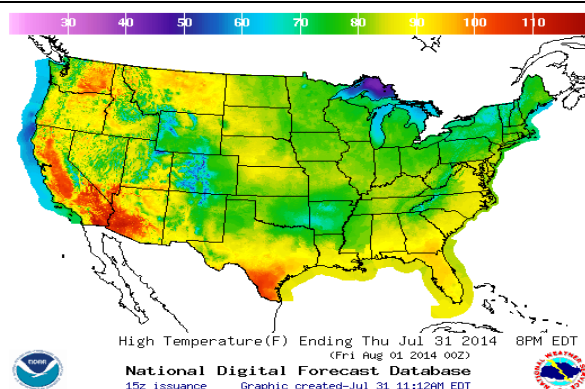 30 40 50 60 70 80 90 100 110
High Temperature(F) Ending Thu Jul 31 2014 8PM EDT
(Fri Aug 01 2014 00Z)
National Digital Forecast Database
15z issuance Graphic created-Jul 31 11:12AM EDT
noaa